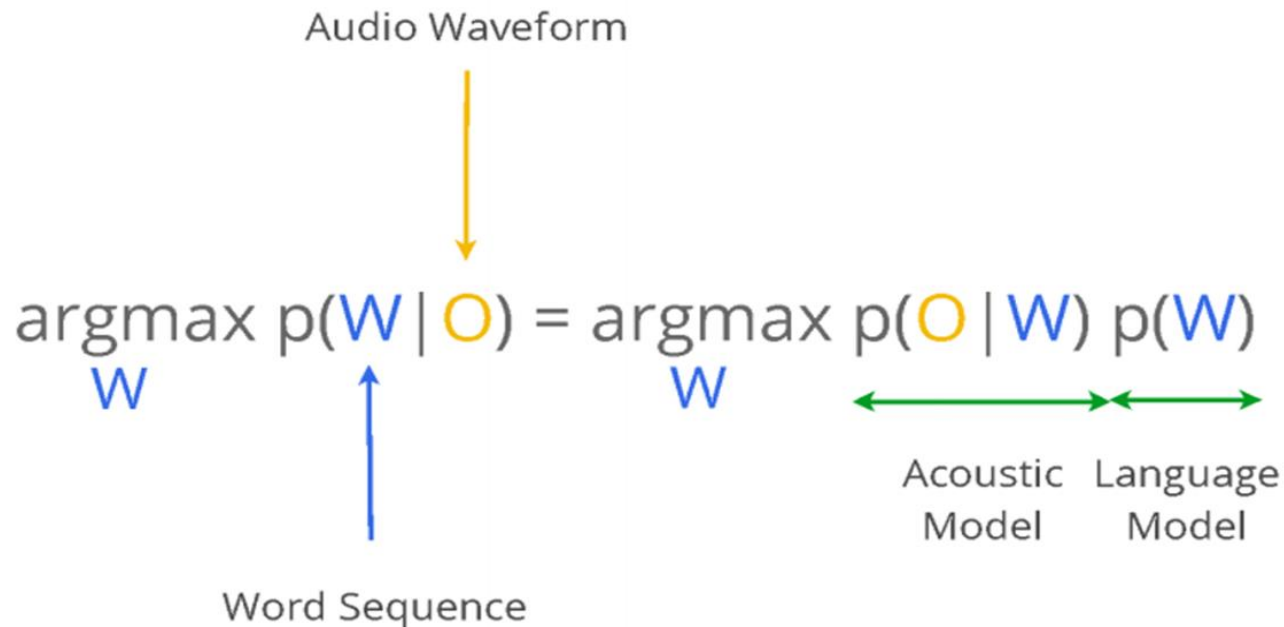 Audio Waveform
argmax p(W|O) = argmax p(O|W) p(W)
W W
Acoustic Language
Model Model
Word Sequence